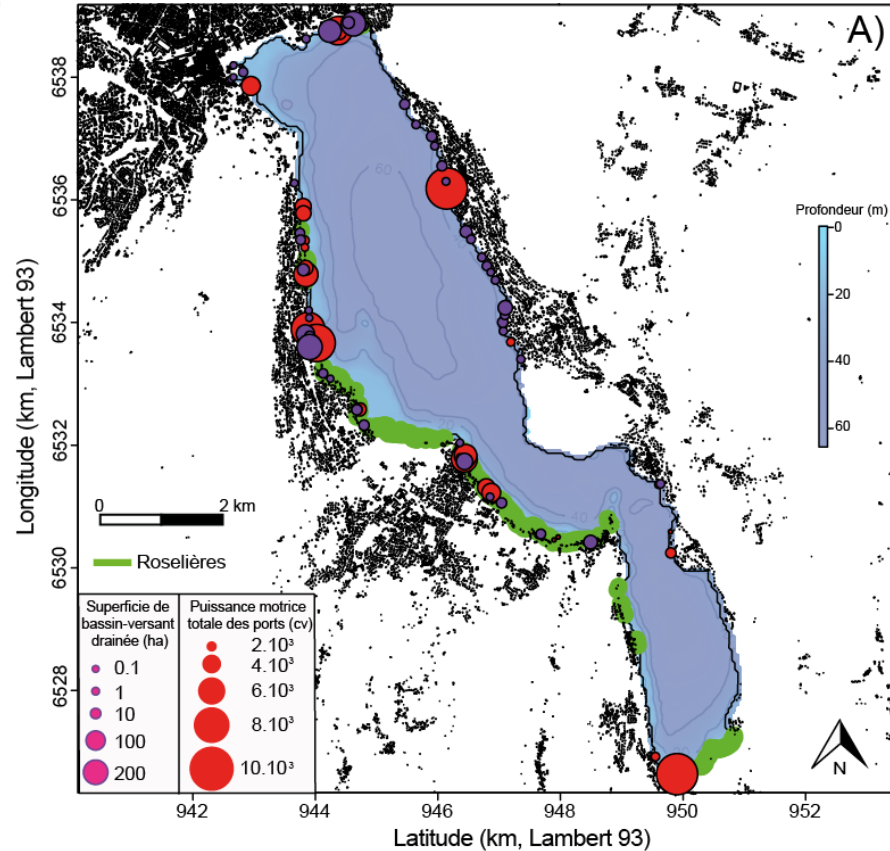 A)
6538
6536
6534
6532
6530
6528
Longitude (km, Lambert 93)
60
20
40
Profondeur (m)
0
20
40
60
0 2 km
Roselières
Superficie de
bassin-versant
drainée (ha)
0.1
1
10
100
200
Puissance motrice
totale des ports (cv)
2.10³
4.10³
6.10³
8.10³
10.10³
N
942 944 946 948 950 952
Latitude (km, Lambert 93)